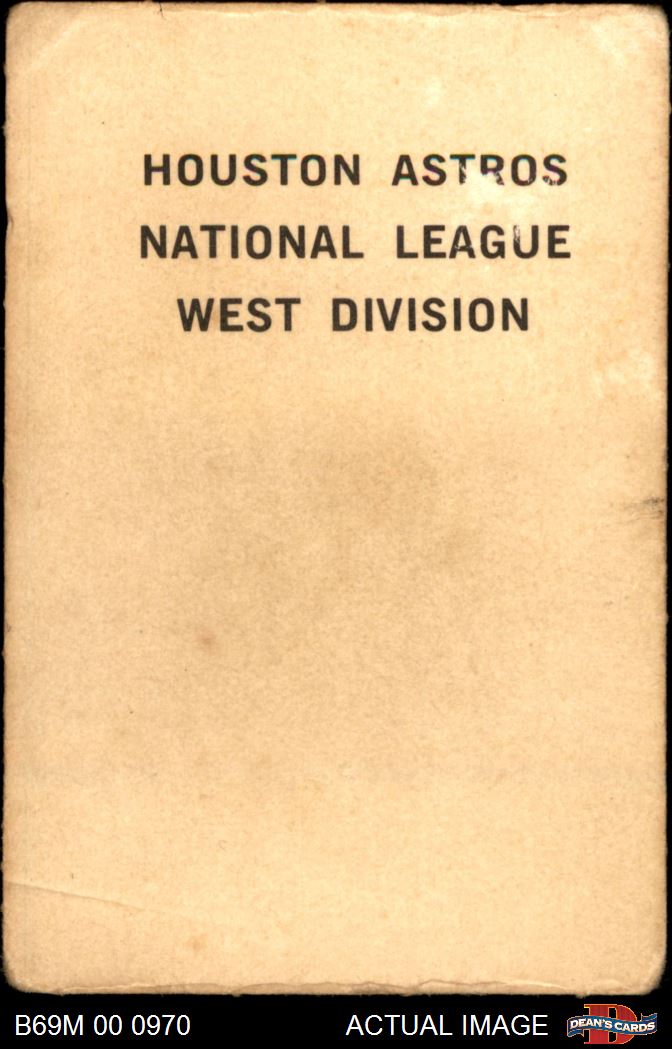 HOUSTON ASTROS
NATIONAL LEAGUE
WEST DIVISION
B69M 00 0970
ACTUAL IMAGE
B
DEAN'S CARDS